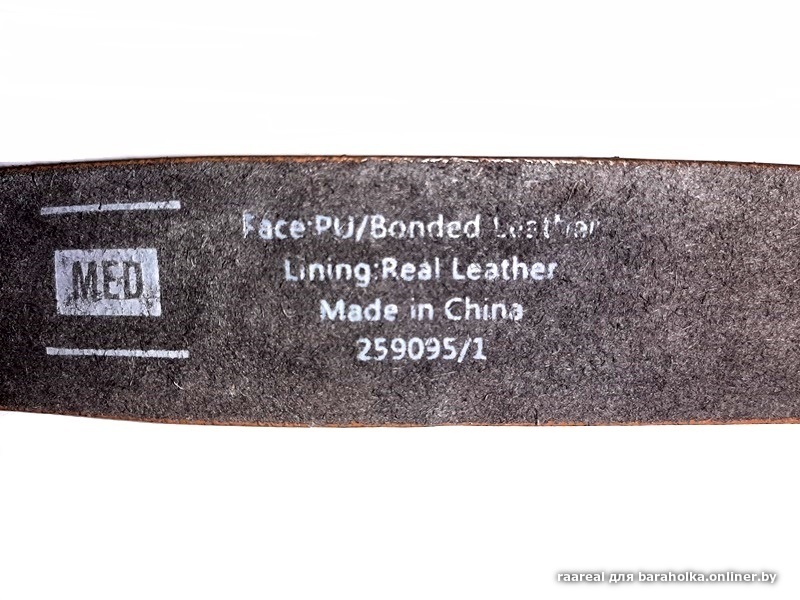 MED
Face:PU/Bonded Leather
Lining:Real Leather
Made in China
259095/1
raareal для baraholka.onliner.by